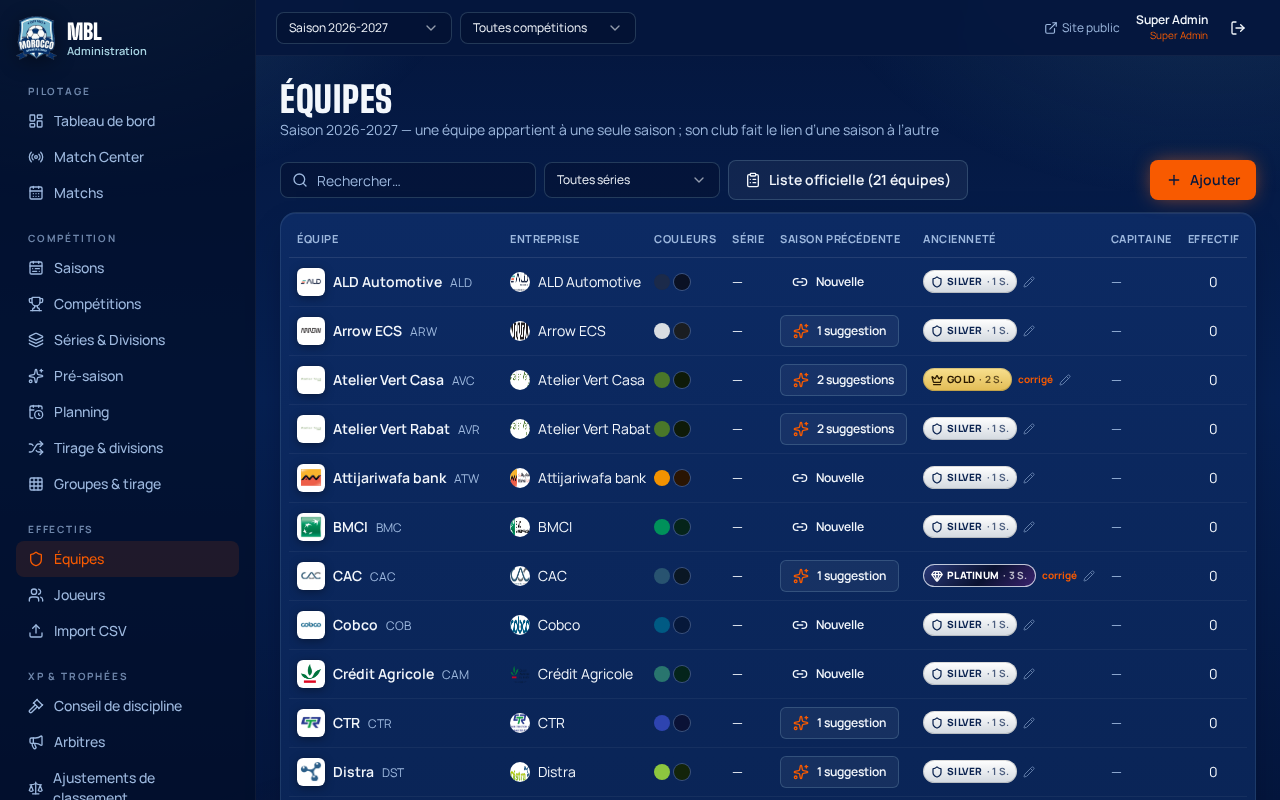 MBL
Administration
MOROCCO
Saison 2026-2027
Toutes compétitions
Site public
Super Admin
Super Admin
PILOTAGE
Tableau de bord
Match Center
Matchs
COMPÉTITION
Saisons
Compétitions
Séries & Divisions
Pré-saison
Planning
Tirage & divisions
Groupes & tirage
EFFECTIFS
Équipes
Joueurs
Import CSV
XP & TROPHÉES
Conseil de discipline
Arbitres
Ajustements de
classement
ÉQUIPES
Saison 2026-2027 — une équipe appartient à une seule saison ; son club fait le lien d'une saison à l'autre
Rechercher...
Toutes séries
Liste officielle (21 équipes)
Ajouter
ÉQUIPE ENTREPRISE COULEURS SÉRIE SAISON PRÉCÉDENTE ANCIENNETÉ CAPITAINE EFFECTIF
ALD Automotive ALD ALD Automotive — Nouvelle SILVER · 1 S. — 0
Arrow ECS ARW Arrow ECS — 1 suggestion SILVER · 1 S. — 0
Atelier Vert Casa AVC Atelier Vert Casa — 2 suggestions GOLD · 2 S. corrigé — 0
Atelier Vert Rabat AVR Atelier Vert Rabat — 2 suggestions SILVER · 1 S. — 0
Attijariwafa bank ATW Attijariwafa bank — Nouvelle SILVER · 1 S. — 0
BMCI BMC BMCI — Nouvelle SILVER · 1 S. — 0
CAC CAC CAC — 1 suggestion PLATINUM · 3 S. corrigé — 0
Cobco COB Cobco — Nouvelle SILVER · 1 S. — 0
Crédit Agricole CAM Crédit Agricole — Nouvelle SILVER · 1 S. — 0
CTR CTR CTR — 1 suggestion SILVER · 1 S. — 0
Distra DST Distra — 1 suggestion SILVER · 1 S. — 0